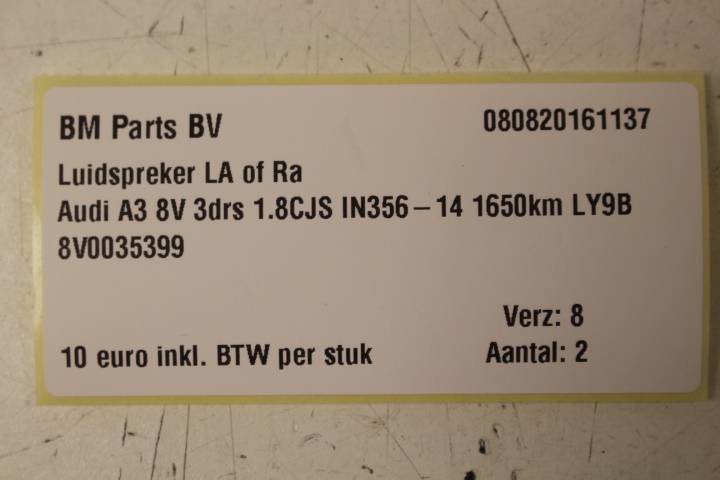 BM Parts BV 080820161137
Luidspreker LA of Ra
Audi A3 8V 3drs 1.8CJS IN356-14 1650km LY9B
8V0035399
Verz: 8
10 euro inkl. BTW per stuk Aantal: 2